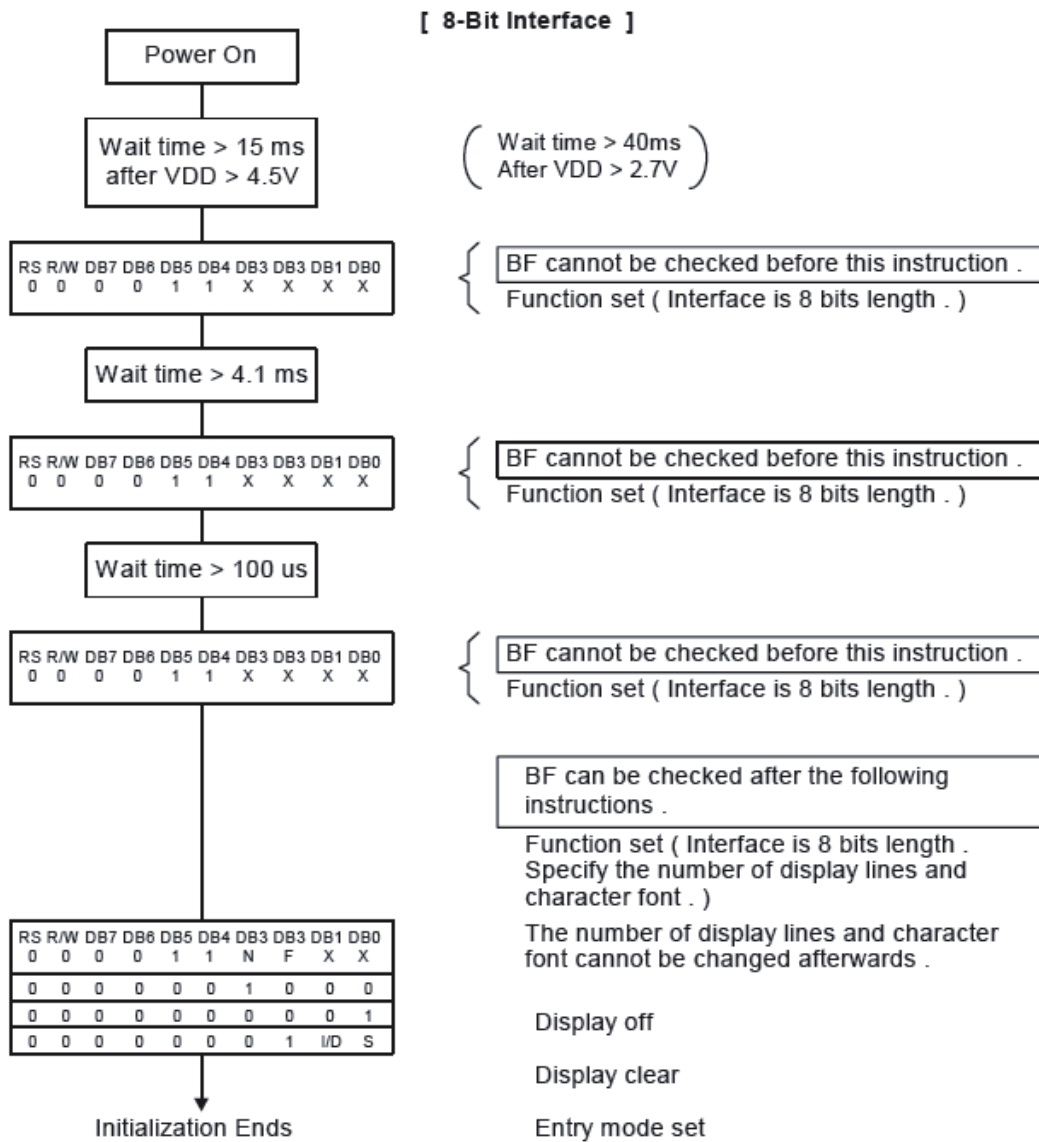 [ 8-Bit Interface ]
Power On
Wait time > 15 ms
after VDD > 4.5V
Wait time > 40ms
After VDD > 2.7V
RS R/W DB7 DB6 DB5 DB4 DB3 DB3 DB1 DB0
0 0 0 0 1 1 X X X X
BF cannot be checked before this instruction .
Function set ( Interface is 8 bits length . )
Wait time > 4.1 ms
RS R/W DB7 DB6 DB5 DB4 DB3 DB3 DB1 DB0
0 0 0 0 1 1 X X X X
BF cannot be checked before this instruction .
Function set ( Interface is 8 bits length . )
Wait time > 100 us
RS R/W DB7 DB6 DB5 DB4 DB3 DB3 DB1 DB0
0 0 0 0 1 1 X X X X
BF cannot be checked before this instruction .
Function set ( Interface is 8 bits length . )
BF can be checked after the following
instructions .
Function set ( Interface is 8 bits length .
Specify the number of display lines and
character font . )
RS R/W DB7 DB6 DB5 DB4 DB3 DB3 DB1 DB0
0 0 0 0 1 1 N F X X
0 0 0 0 0 0 1 0 0 0
0 0 0 0 0 0 0 0 0 1
0 0 0 0 0 0 0 1 I/D S
The number of display lines and character
font cannot be changed afterwards .
Display off
Display clear
Initialization Ends
Entry mode set